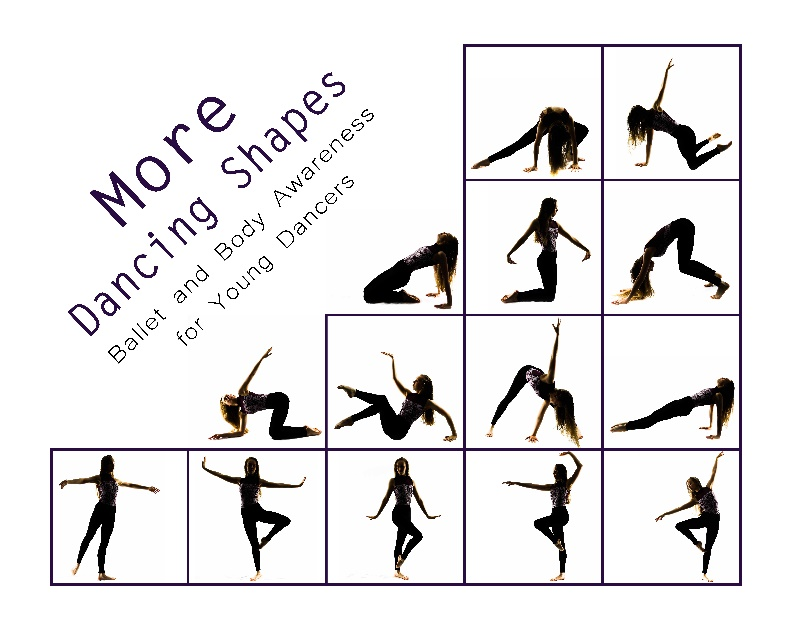 More
Dancing Shapes
Ballet and Body Awareness
for Young Dancers